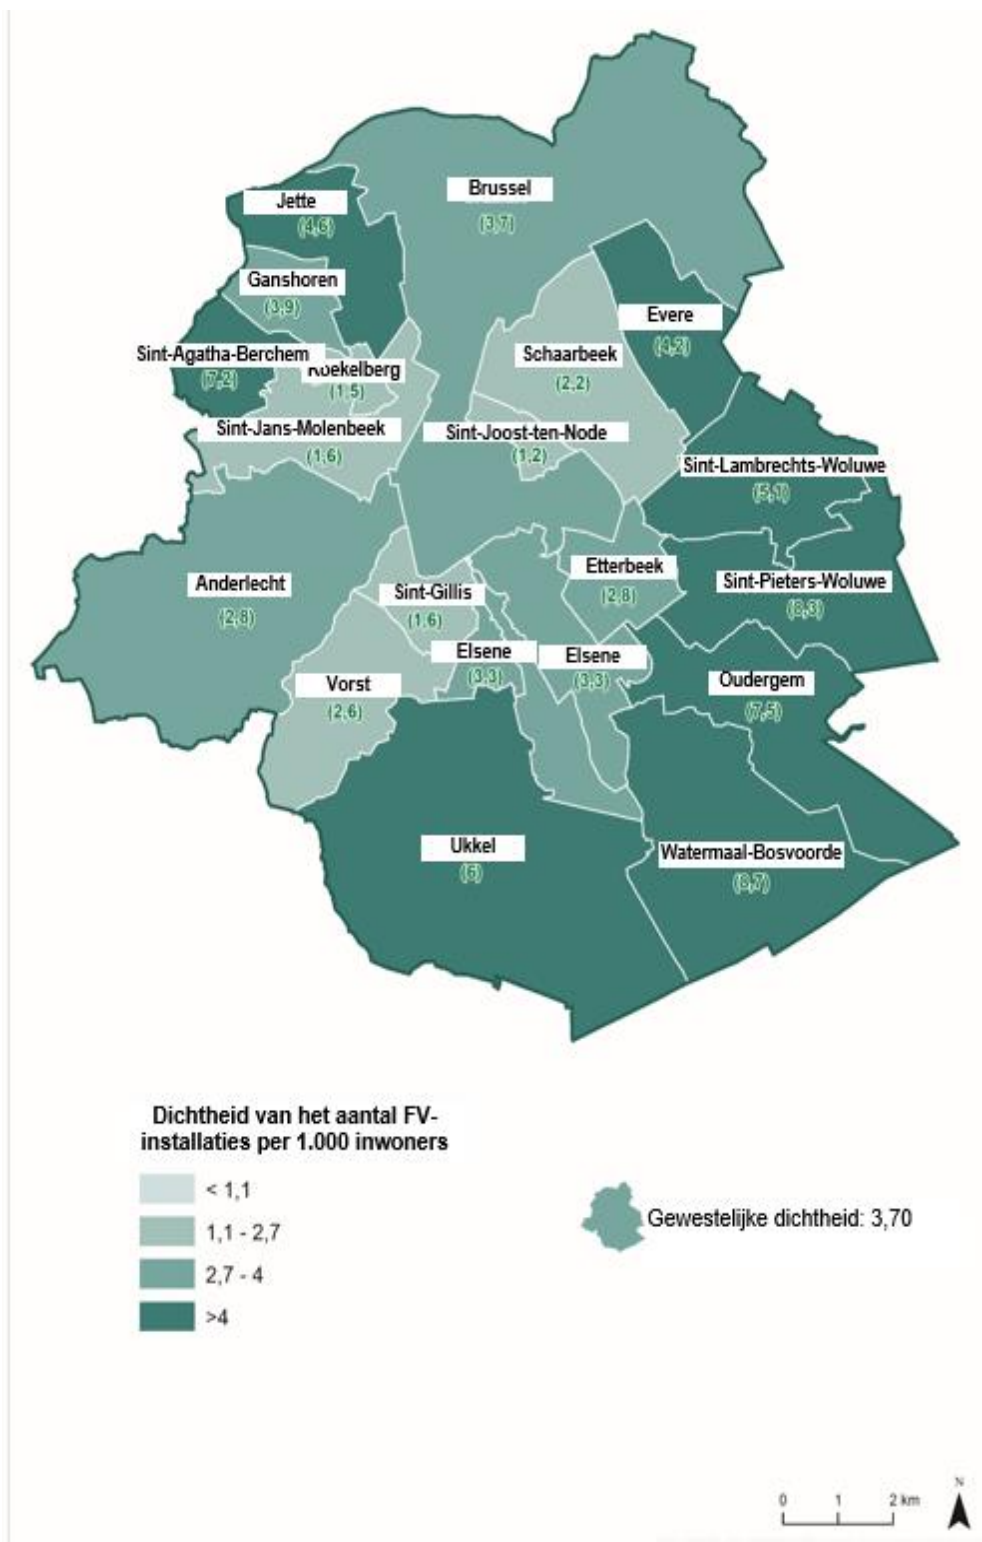 Brussel
(3,7)
Jette
(4,6)
Ganshoren
(3,9)
Evere
(4,2)
Sint-Agatha-Berchem
(7,2)
Koekelberg
(1,5)
Schaarbeek
(2,2)
Sint-Jans-Molenbeek
(1,6)
Sint-Joost-ten-Node
(1,2)
Sint-Lambrechts-Woluwe
(5,1)
Anderlecht
(2,8)
Sint-Gillis
(1,6)
Etterbeek
(2,8)
Sint-Pieters-Woluwe
(8,3)
Elsene
(3,3)
Elsene
(3,3)
Vorst
(2,6)
Oudergem
(7,5)
Ukkel
(6)
Watermaal-Bosvoorde
(8,7)
Dichtheid van het aantal FV-
installaties per 1.000 inwoners
< 1,1
1,1 - 2,7
2,7 - 4
>4
Gewestelijke dichtheid: 3,70
0 1 2 km
N